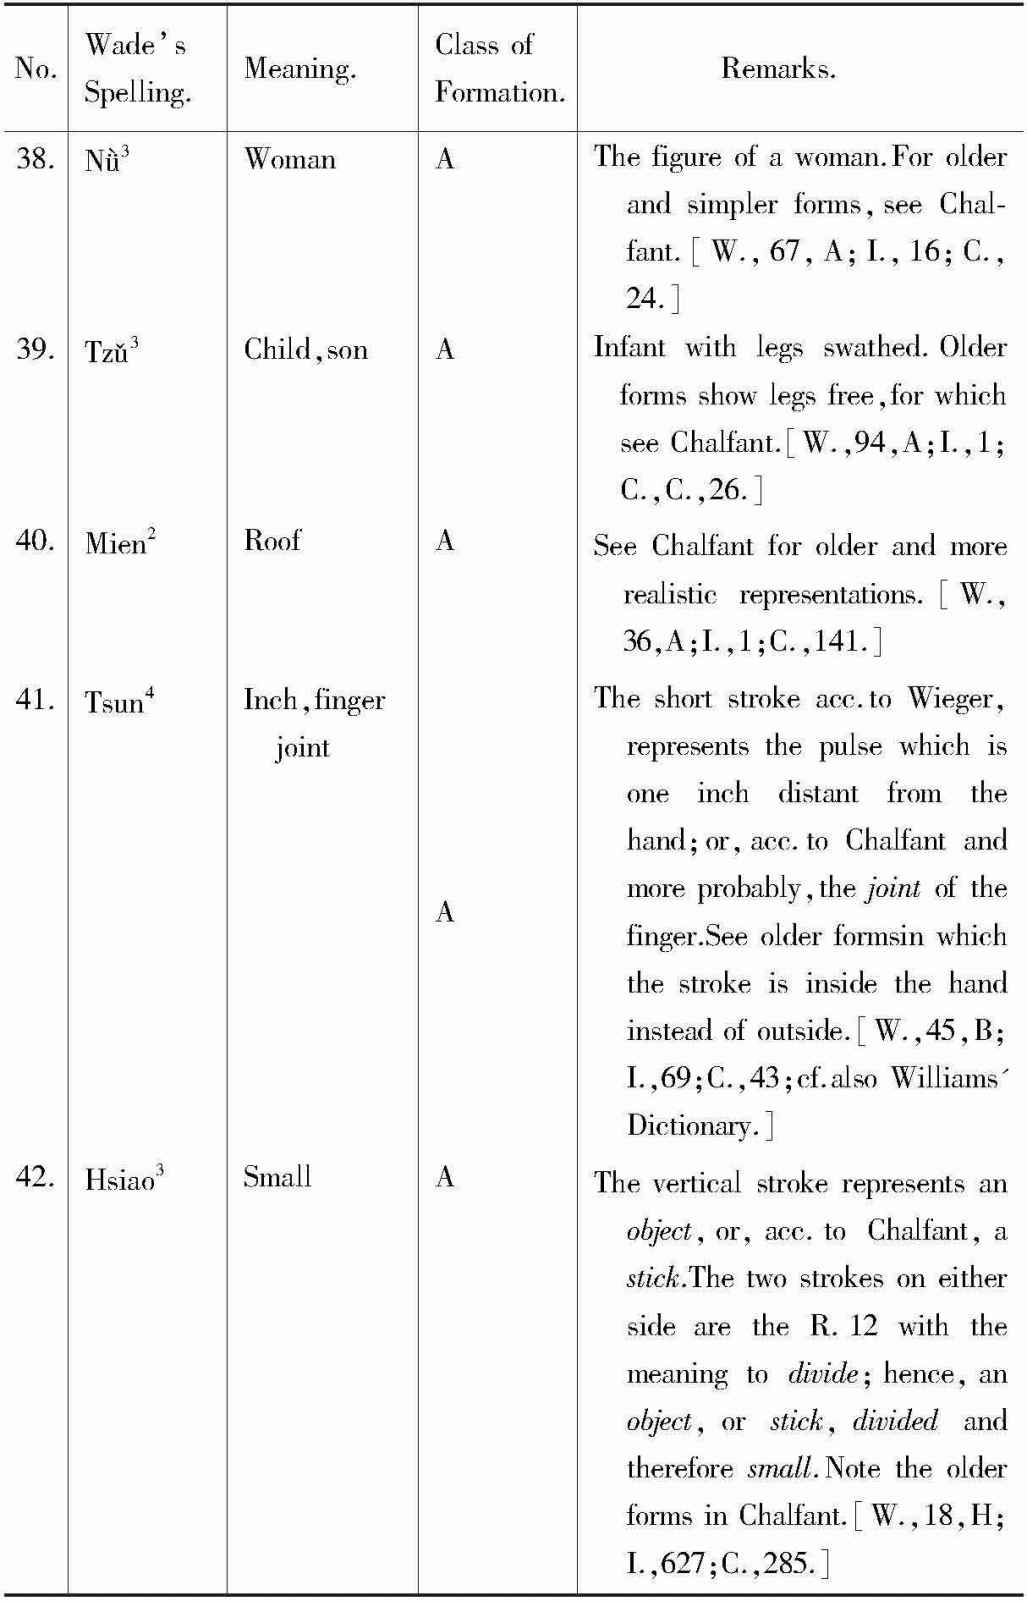 No. Wade’s Spelling. Meaning. Class of Formation. Remarks.
38. Nǜ³ Woman A The figure of a woman.For older
and simpler forms, see Chal-
fant. [ W., 67, A; I., 16; C.,
24. ]
39. Tzǔ³ Child,son A Infant with legs swathed. Older
forms show legs free,for which
see Chalfant.[ W.,94,A;I.,1;
C.,C.,26. ]
40. Mien² Roof A See Chalfant for older and more
realistic representations. [ W.,
36,A;I.,1;C.,141. ]
41. Tsun⁴ Inch,finger The short stroke acc.to Wieger,
joint represents the pulse which is
one inch distant from the
hand;or, acc. to Chalfant and
more probably,the joint of the
A finger.See older formsin which
the stroke is inside the hand
instead of outside.[ W.,45,B;
I.,69;C.,43;cf.also Williams´
Dictionary. ]
42. Hsiao³ Small A The vertical stroke represents an
object, or, acc. to Chalfant, a
stick.The two strokes on either
side are the R. 12 with the
meaning to divide; hence, an
object, or stick, divided and
therefore small.Note the older
forms in Chalfant.[ W.,18,H;
I.,627;C.,285. ]